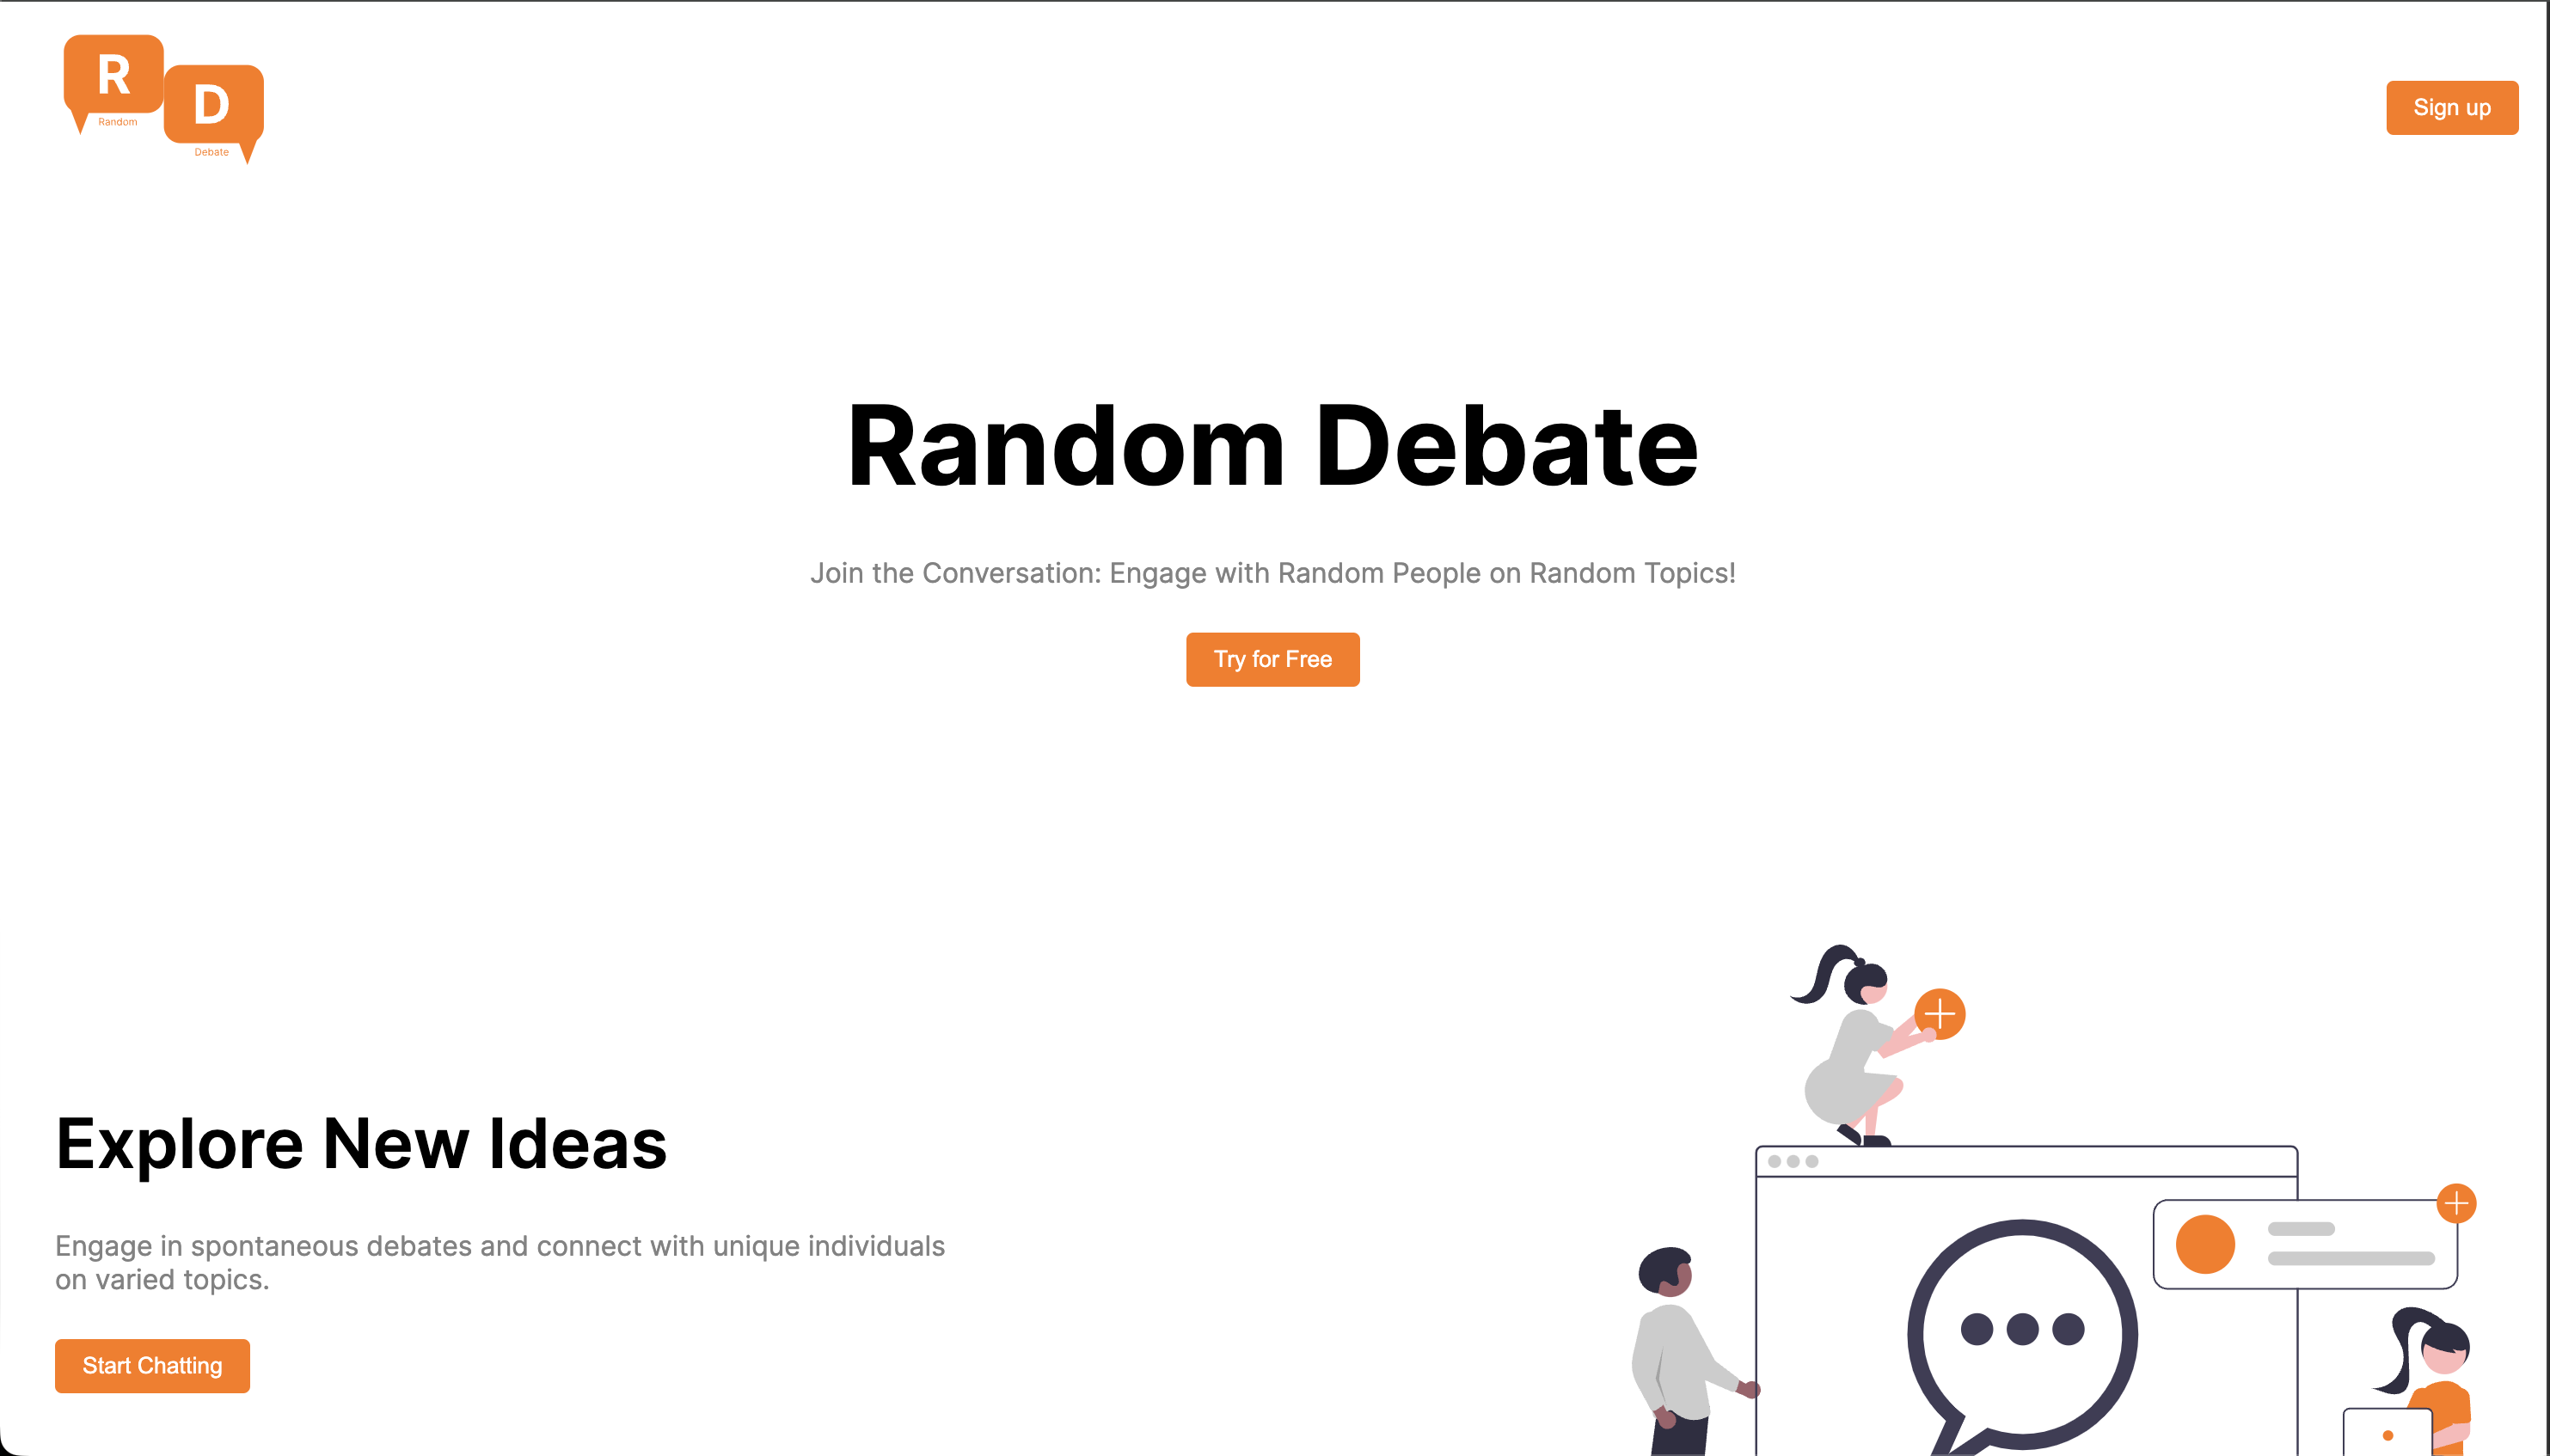 R
Random
D
Debate
Sign up
Random Debate
Join the Conversation: Engage with Random People on Random Topics!
Try for Free
Explore New Ideas
Engage in spontaneous debates and connect with unique individuals
on varied topics.
Start Chatting